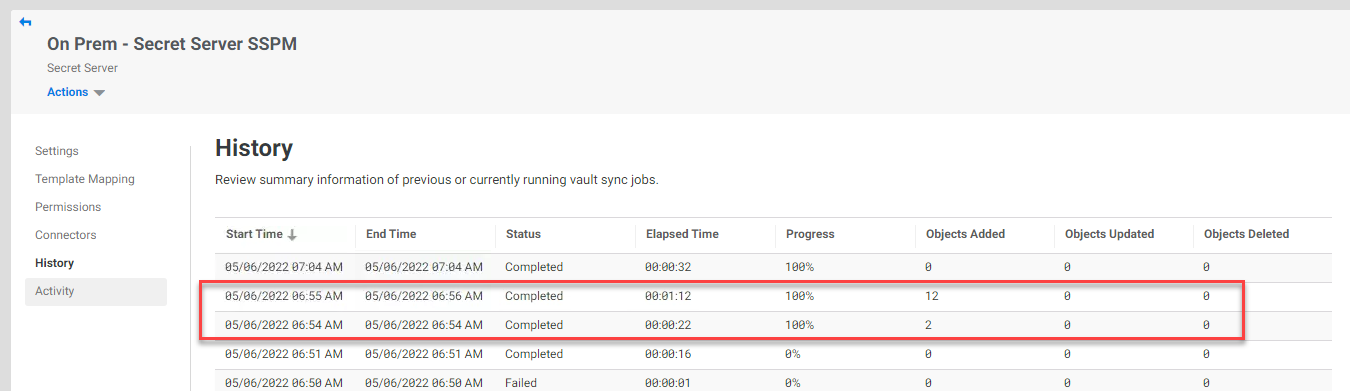 On Prem - Secret Server SSPM
Secret Server
Actions
Settings
Template Mapping
Permissions
Connectors
History
Activity
History
Review summary information of previous or currently running vault sync jobs.
Start Time End Time Status Elapsed Time Progress Objects Added Objects Updated Objects Deleted
05/06/2022 07:04 AM 05/06/2022 07:04 AM Completed 00:00:32 100% 0 0 0
05/06/2022 06:55 AM 05/06/2022 06:56 AM Completed 00:01:12 100% 12 0 0
05/06/2022 06:54 AM 05/06/2022 06:54 AM Completed 00:00:22 100% 2 0 0
05/06/2022 06:51 AM 05/06/2022 06:51 AM Completed 00:00:16 0% 0 0 0
05/06/2022 06:50 AM 05/06/2022 06:50 AM Failed 00:00:01 0% 0 0 0